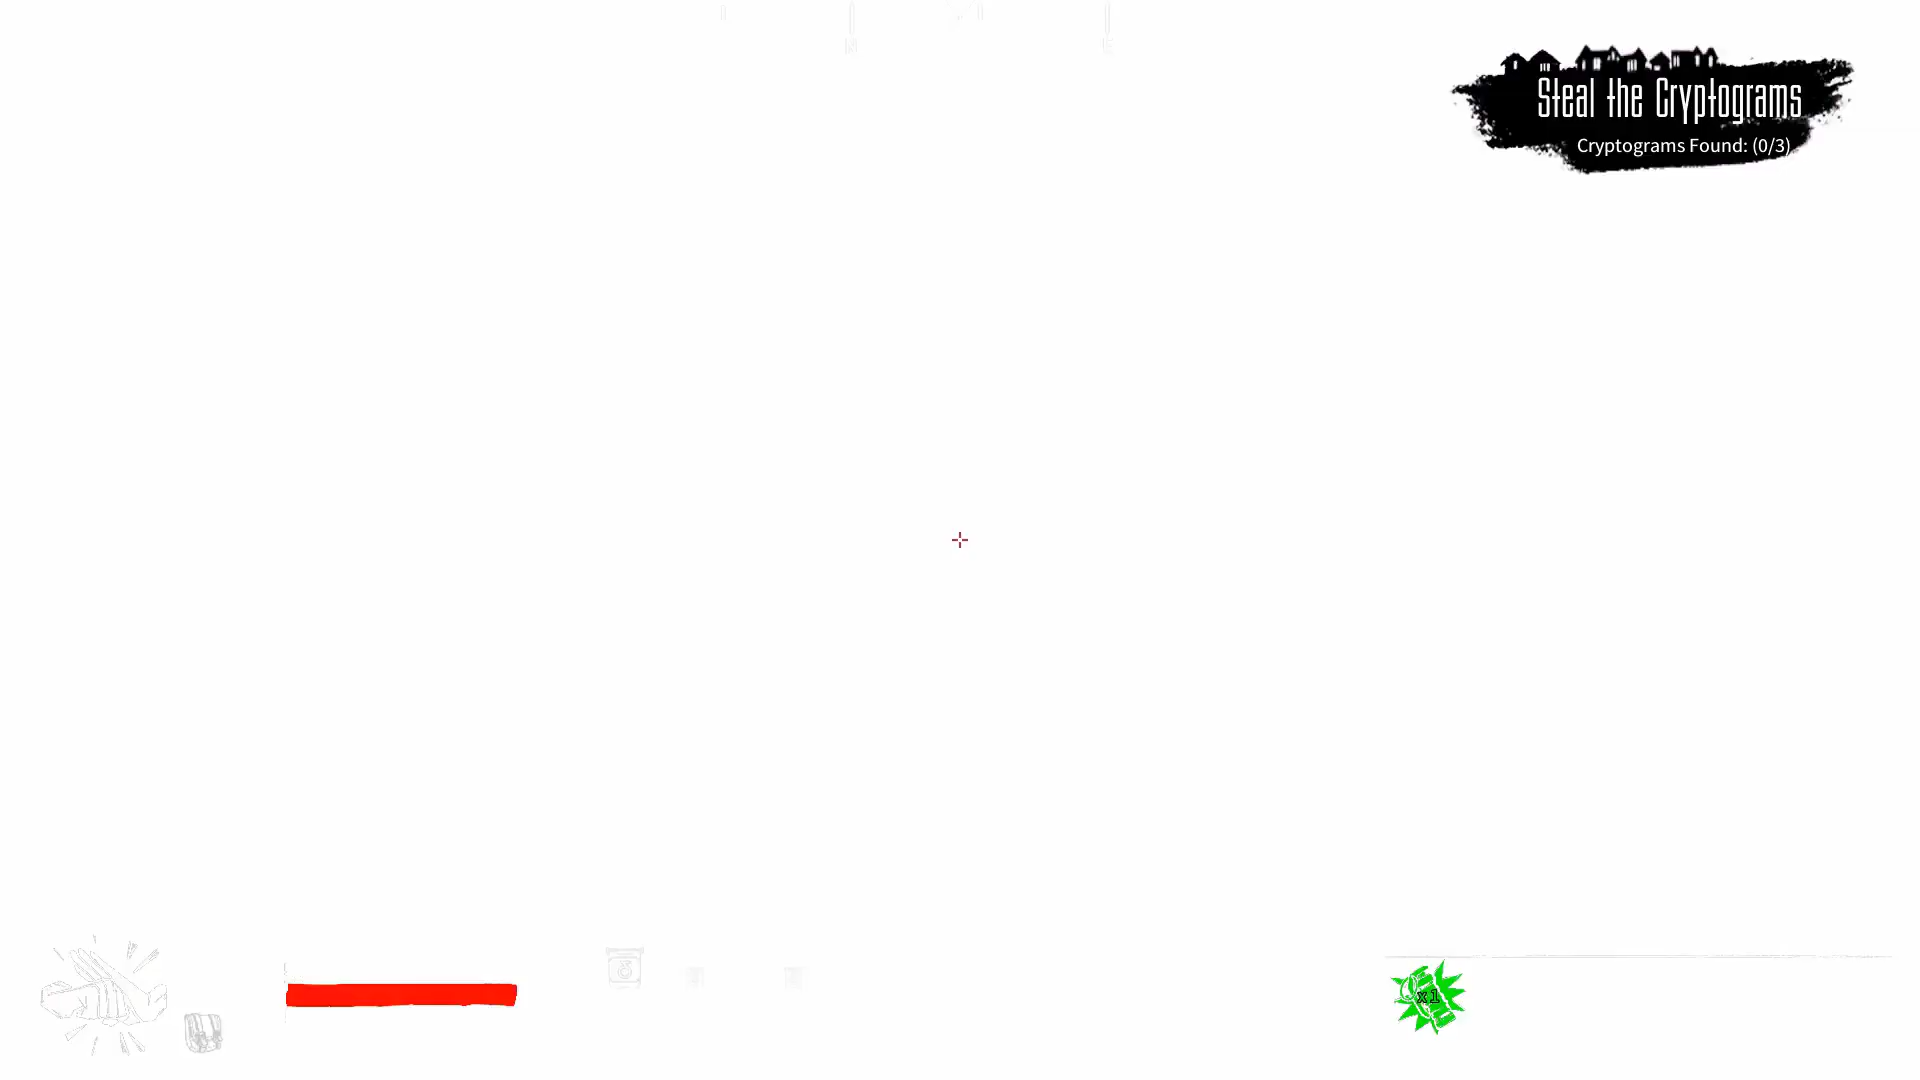 N
E
Steal the Cryptograms
Cryptograms Found: (0/3)
x1